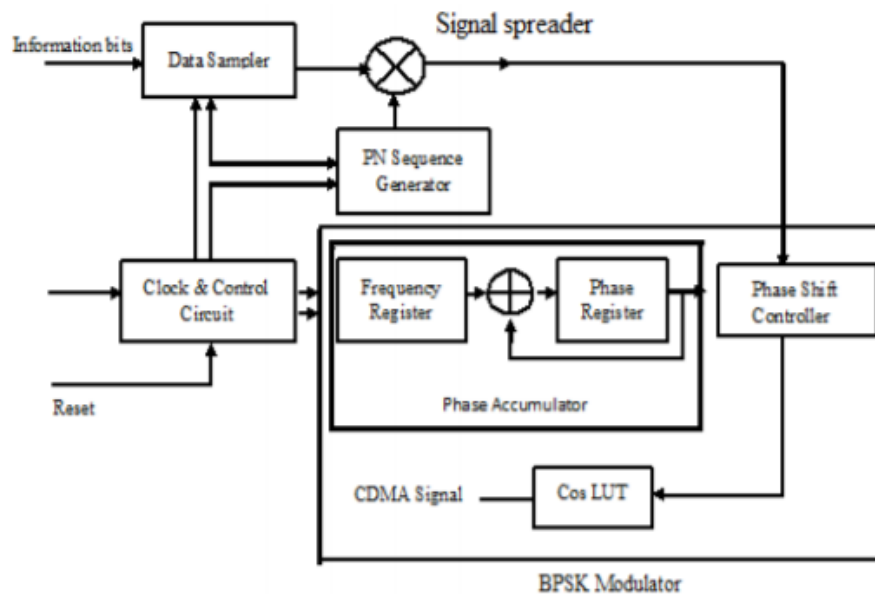 Signal spreader
Information bits
Data Sampler
PN Sequence
Generator
Clock & Control
Circuit
Frequency
Register
Phase
Register
Phase Shift
Controller
Reset
Phase Accumulator
CDMA Signal
Cos LUT
BPSK Modulator